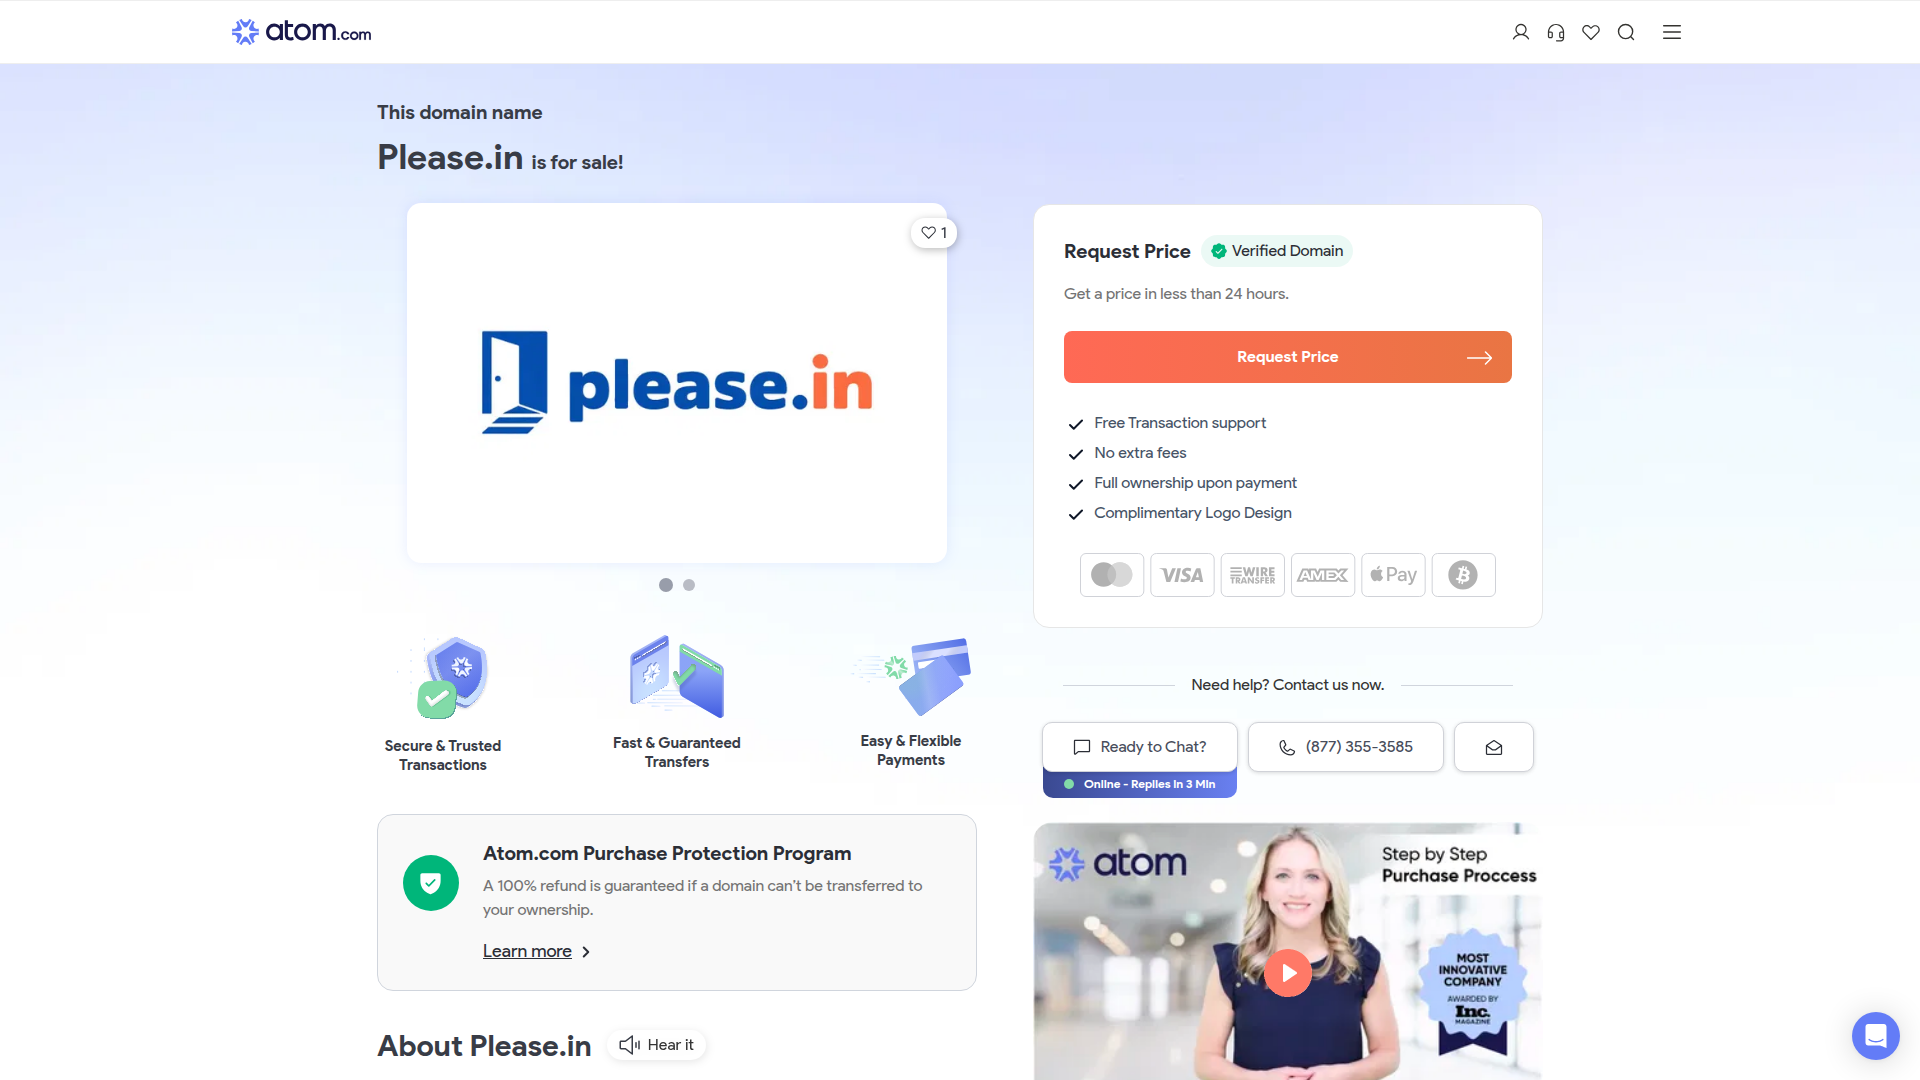 atom.com
This domain name
Please.in is for sale!
1
please.in
Request Price
Verified Domain
Get a price in less than 24 hours.
Request Price
Free Transaction support
No extra fees
Full ownership upon payment
Complimentary Logo Design
VISA
WIRE
TRANSFER
AMEX
Pay
Secure & Trusted
Transactions
Fast & Guaranteed
Transfers
Easy & Flexible
Payments
Need help? Contact us now.
Ready to Chat?
(877) 355-3585
Online - Replies in 3 Min
Atom.com Purchase Protection Program
A 100% refund is guaranteed if a domain can’t be transferred to
your ownership.
Learn more
atom
Step by Step
Purchase Proccess
MOST
INNOVATIVE
COMPANY
AWARDED BY
Inc.
MAGAZINE
About Please.in
Hear it